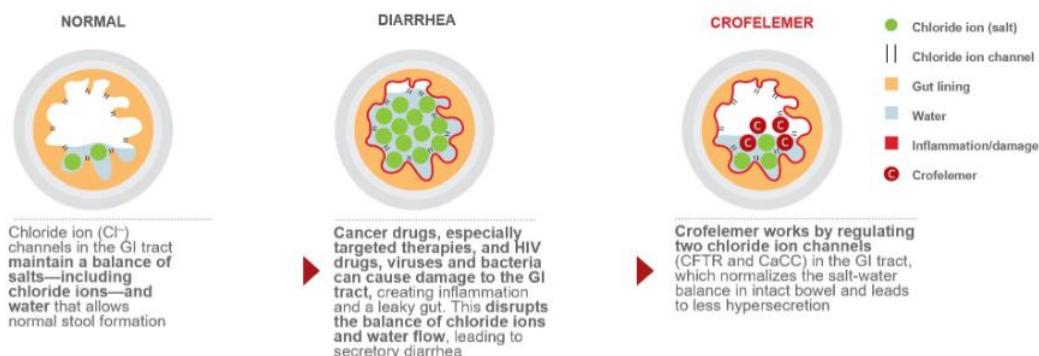 NORMAL
Chloride ion (Cl–)
channels in the GI tract
maintain a balance of
salts—including
chloride ions—and
water that allows
normal stool formation
DIARRHEA
Cancer drugs, especially
targeted therapies, and HIV
drugs, viruses and bacteria
can cause damage to the GI
tract, creating inflammation
and a leaky gut. This disrupts
the balance of chloride ions
and water flow, leading to
secretory diarrhea
CROFELEMER
C C
C C
Crofelemer works by regulating
two chloride ion channels
(CFTR and CaCC) in the GI tract,
which normalizes the salt-water
balance in intact bowel and leads
to less hypersecretion
Chloride ion (salt)
Chloride ion channel
Gut lining
Water
Inflammation/damage
C Crofelemer